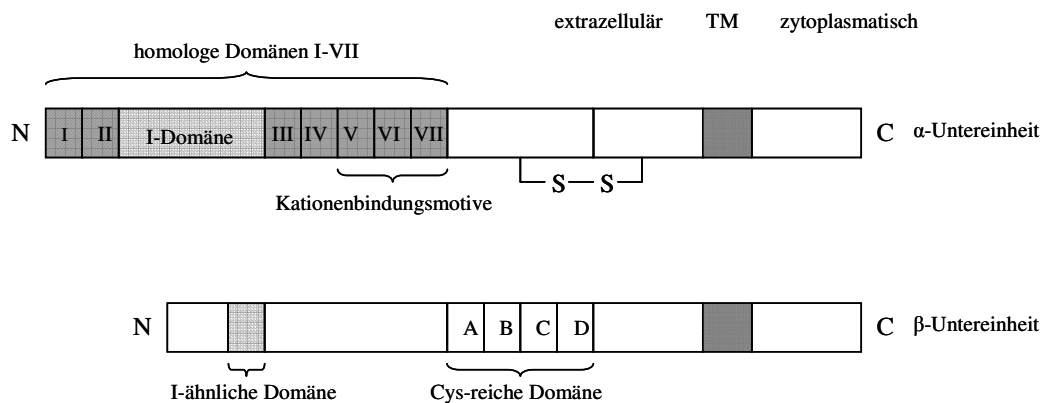 extrazellulär TM zytoplasmatisch
homologe Domänen I-VII
N I II I-Domäne III IV V VI VII C α-Untereinheit
S S
Kationenbindungsmotive
N A B C D C β-Untereinheit
I-ähnliche Domäne Cys-reiche Domäne